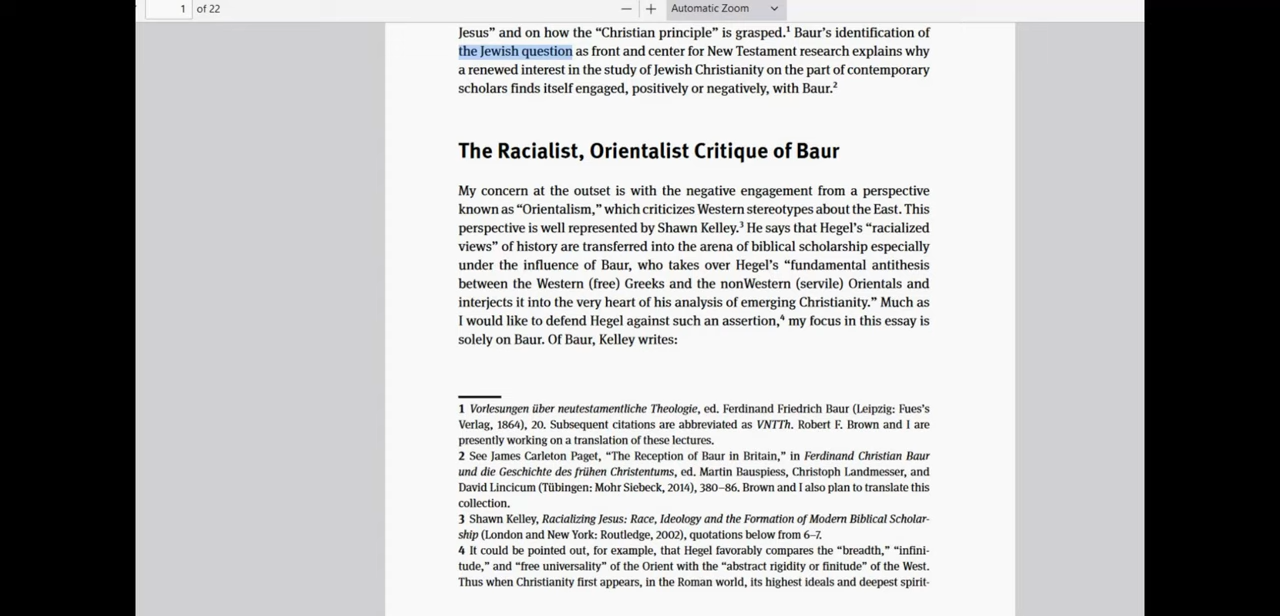 1 of 22
Automatic Zoom
Jesus” and on how the “Christian principle” is grasped.1 Baur’s identification of
the Jewish question as front and center for New Testament research explains why
a renewed interest in the study of Jewish Christianity on the part of contemporary
scholars finds itself engaged, positively or negatively, with Baur.2
The Racialist, Orientalist Critique of Baur
My concern at the outset is with the negative engagement from a perspective
known as “Orientalism,” which criticizes Western stereotypes about the East. This
perspective is well represented by Shawn Kelley.3 He says that Hegel’s “racialized
views” of history are transferred into the arena of biblical scholarship especially
under the influence of Baur, who takes over Hegel’s “fundamental antithesis
between the Western (free) Greeks and the nonWestern (servile) Orientals and
interjects it into the very heart of his analysis of emerging Christianity.” Much as
I would like to defend Hegel against such an assertion,4 my focus in this essay is
solely on Baur. Of Baur, Kelley writes:
1 Vorlesungen über neutestamentliche Theologie, ed. Ferdinand Friedrich Baur (Leipzig: Fues’s
Verlag, 1864), 20. Subsequent citations are abbreviated as VNTTh. Robert F. Brown and I are
presently working on a translation of these lectures.
2 See James Carleton Paget, “The Reception of Baur in Britain,” in Ferdinand Christian Baur
und die Geschichte des frühen Christentums, ed. Martin Bauspiess, Christoph Landmesser, and
David Lincicum (Tübingen: Mohr Siebeck, 2014), 380–86. Brown and I also plan to translate this
collection.
3 Shawn Kelley, Racializing Jesus: Race, Ideology and the Formation of Modern Biblical Scholar-
ship (London and New York: Routledge, 2002), quotations below from 6–7.
4 It could be pointed out, for example, that Hegel favorably compares the “breadth,” “infini-
tude,” and “free universality” of the Orient with the “abstract rigidity or finitude” of the West.
Thus when Christianity first appears, in the Roman world, its highest ideals and deepest spirit-